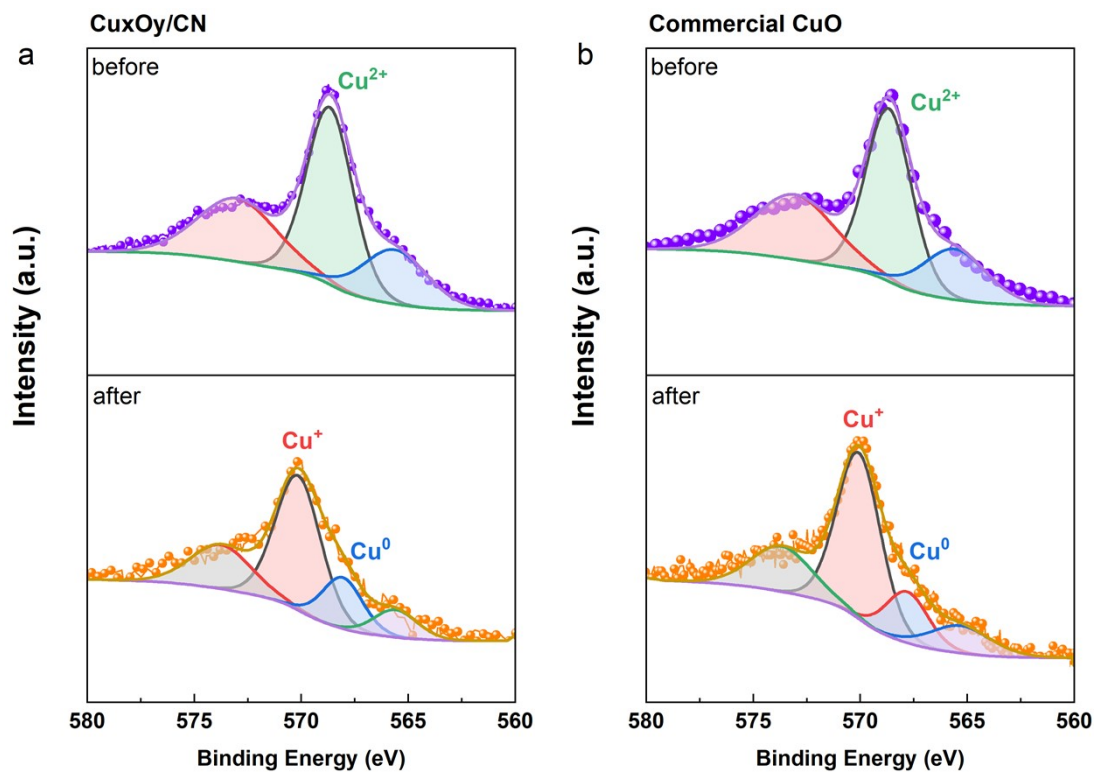 CuxOy/CN
a
before
Cu²⁺
after
Cu⁺
Cu⁰
Intensity (a.u.)
580 575 570 565 560
Binding Energy (eV)
Commercial CuO
b
before
Cu²⁺
after
Cu⁺
Cu⁰
Intensity (a.u.)
580 575 570 565 560
Binding Energy (eV)